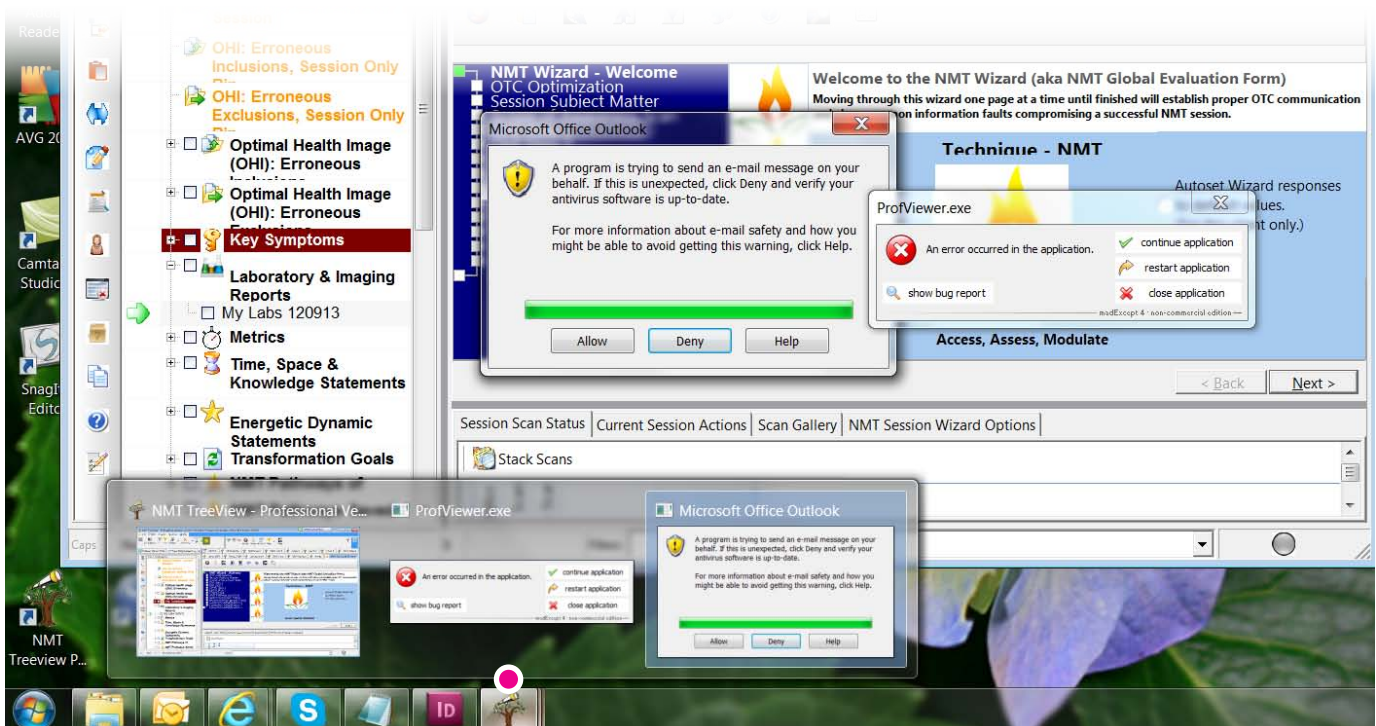 Reade
AVG 20
Camta
Studio
SnagIt
Edito
NMT
Treeview P...
Session
OHI: Erroneous
Inclusions, Session Only
OHI: Erroneous
Exclusions, Session Only
Optimal Health Image
(OHI): Erroneous
Optimal Health Image
(OHI): Erroneous
Key Symptoms
Laboratory & Imaging
Reports
My Labs 120913
Metrics
Time, Space &
Knowledge Statements
Energetic Dynamic
Statements
Transformation Goals
NMT Wizard - Welcome
OTC Optimization
Session Subject Matter
Welcome to the NMT Wizard (aka NMT Global Evaluation Form)
Moving through this wizard one page at a time until finished will establish proper OTC communication
on information faults compromising a successful NMT session.
Technique - NMT
Autoset Wizard responses
lues.
nt only.)
Access, Assess, Modulate
< Back
Next >
Microsoft Office Outlook
A program is trying to send an e-mail message on your
behalf. If this is unexpected, click Deny and verify your
antivirus software is up-to-date.
For more information about e-mail safety and how you
might be able to avoid getting this warning, click Help.
Allow
Deny
Help
ProfViewer.exe
An error occurred in the application.
continue application
restart application
show bug report
close application
madExcept 4 - non-commercial edition
Session Scan Status
Current Session Actions
Scan Gallery
NMT Session Wizard Options
Stack Scans
Caps
NMT TreeView - Professional Ve...
ProfViewer.exe
Microsoft Office Outlook
An error occurred in the application.
continue application
restart application
show bug report
close application
A program is trying to send an e-mail message on your
behalf. If this is unexpected, click Deny and verify your
antivirus software is up-to-date.
For more information about e-mail safety and how you
might be able to avoid getting this warning, click Help.
Allow
Deny
Help
ID